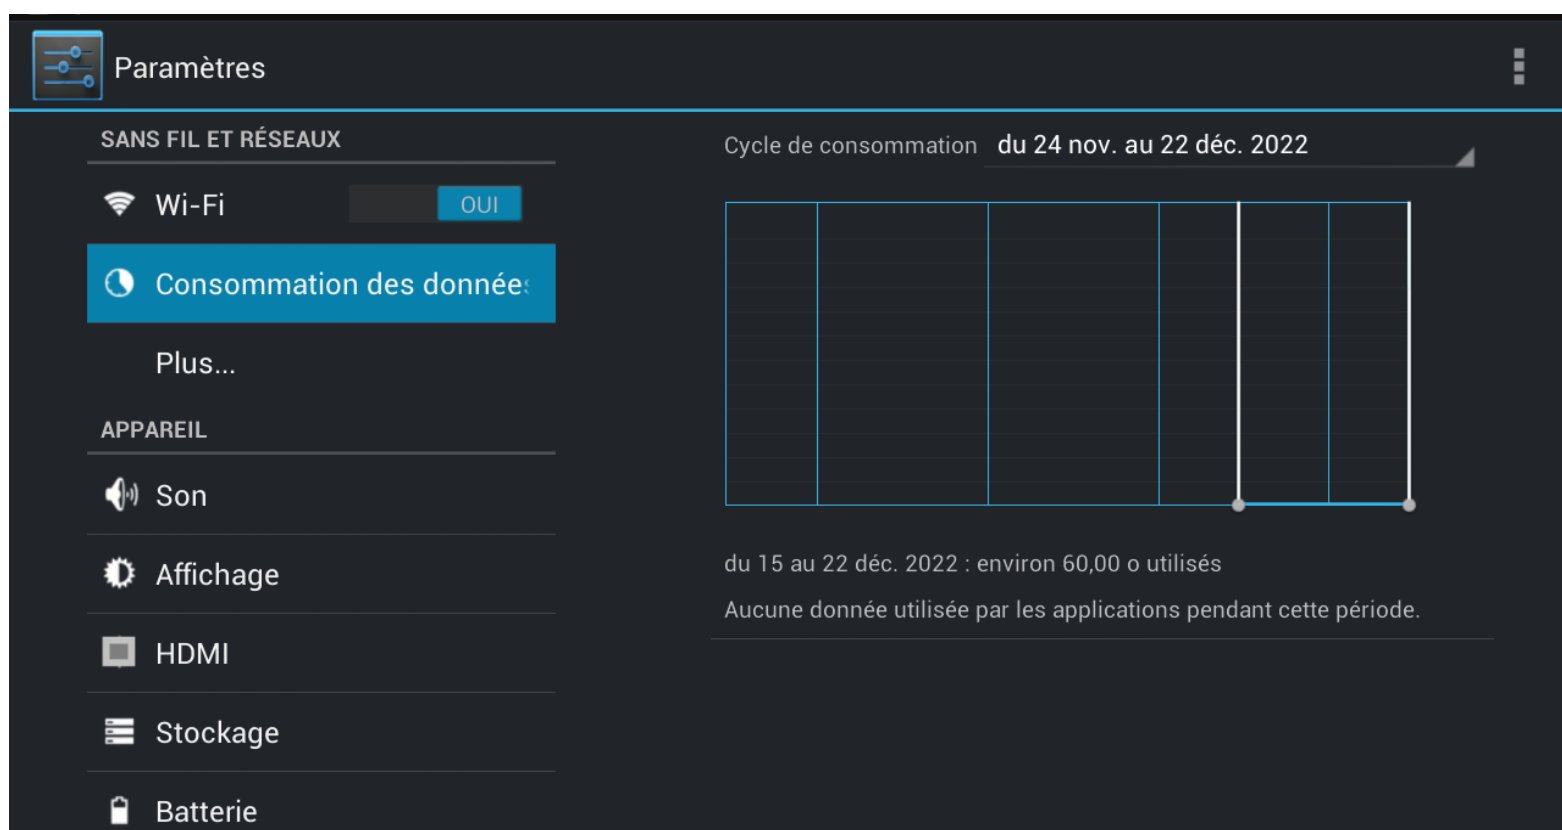 Paramètres
SANS FIL ET RÉSEAUX
Wi-Fi OUI
Consommation des données
Plus...
APPAREIL
Son
Affichage
HDMI
Stockage
Batterie
Cycle de consommation du 24 nov. au 22 déc. 2022
du 15 au 22 déc. 2022 : environ 60,00 o utilisés
Aucune donnée utilisée par les applications pendant cette période.